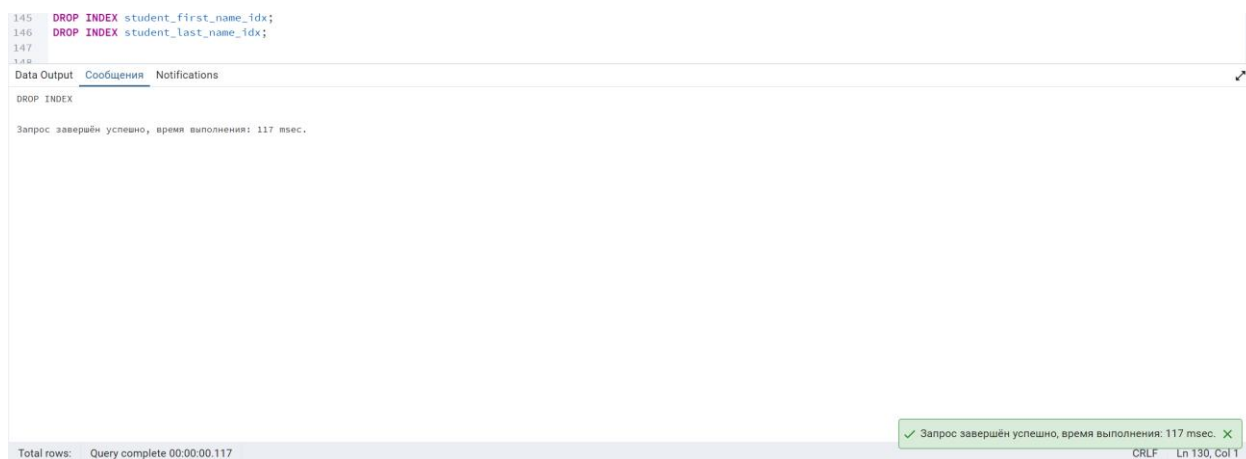 145 DROP INDEX student_first_name_idx;
146 DROP INDEX student_last_name_idx;
147
148
Data Output Сообщения Notifications
DROP INDEX
Запрос завершён успешно, время выполнения: 117 msec.
✓ Запрос завершён успешно, время выполнения: 117 msec. ✕
Total rows: Query complete 00:00:00.117 CRLF Ln 130, Col 1